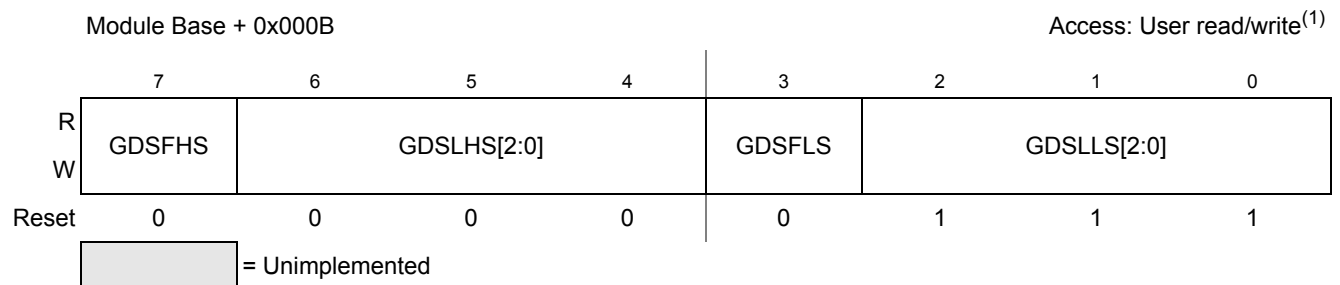 Module Base + 0x000B Access: User read/write(1)
7 6 5 4 3 2 1 0
R
W
GDSFHS GDSLHS[2:0] GDSFLS GDSLLS[2:0]
Reset 0 0 0 0 0 1 1 1
= Unimplemented